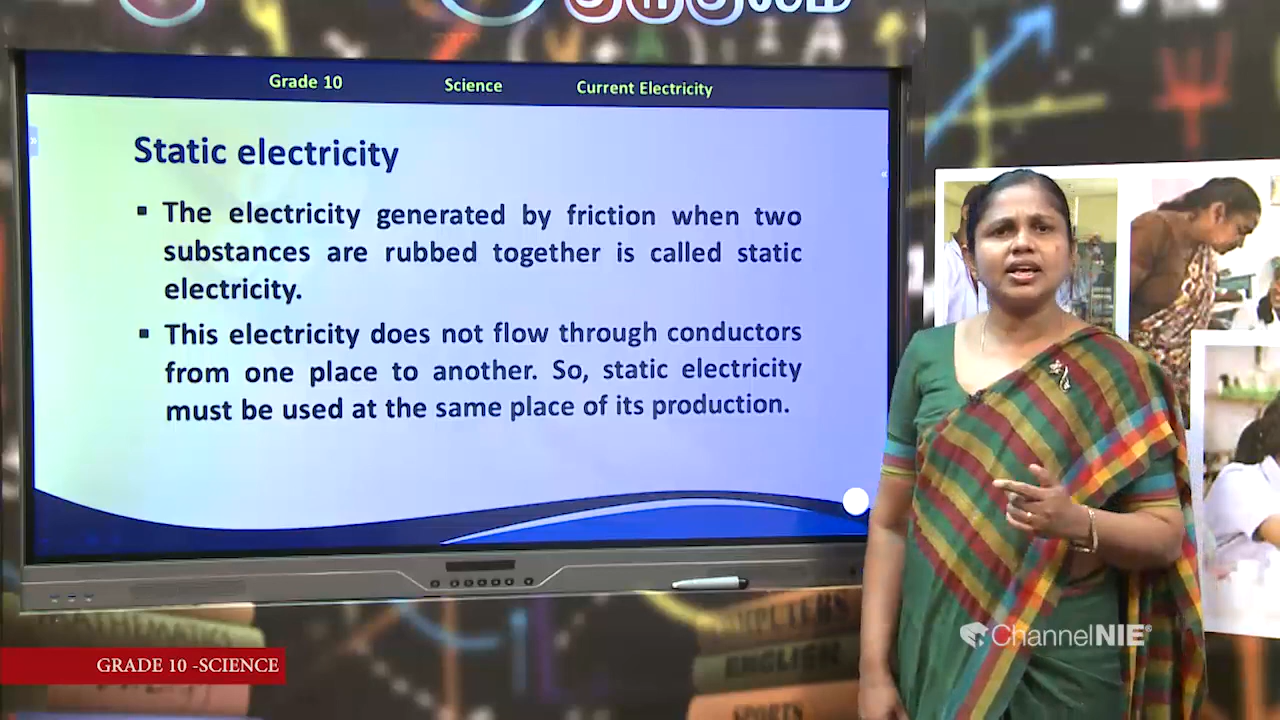 Grade 10 Science Current Electricity
Static electricity
▪ The electricity generated by friction when two
substances are rubbed together is called static
electricity.
▪ This electricity does not flow through conductors
from one place to another. So, static electricity
must be used at the same place of its production.
MATHEMATICS
ENGLISH
SPORTS
ChannelNIE®
GRADE 10 -SCIENCE